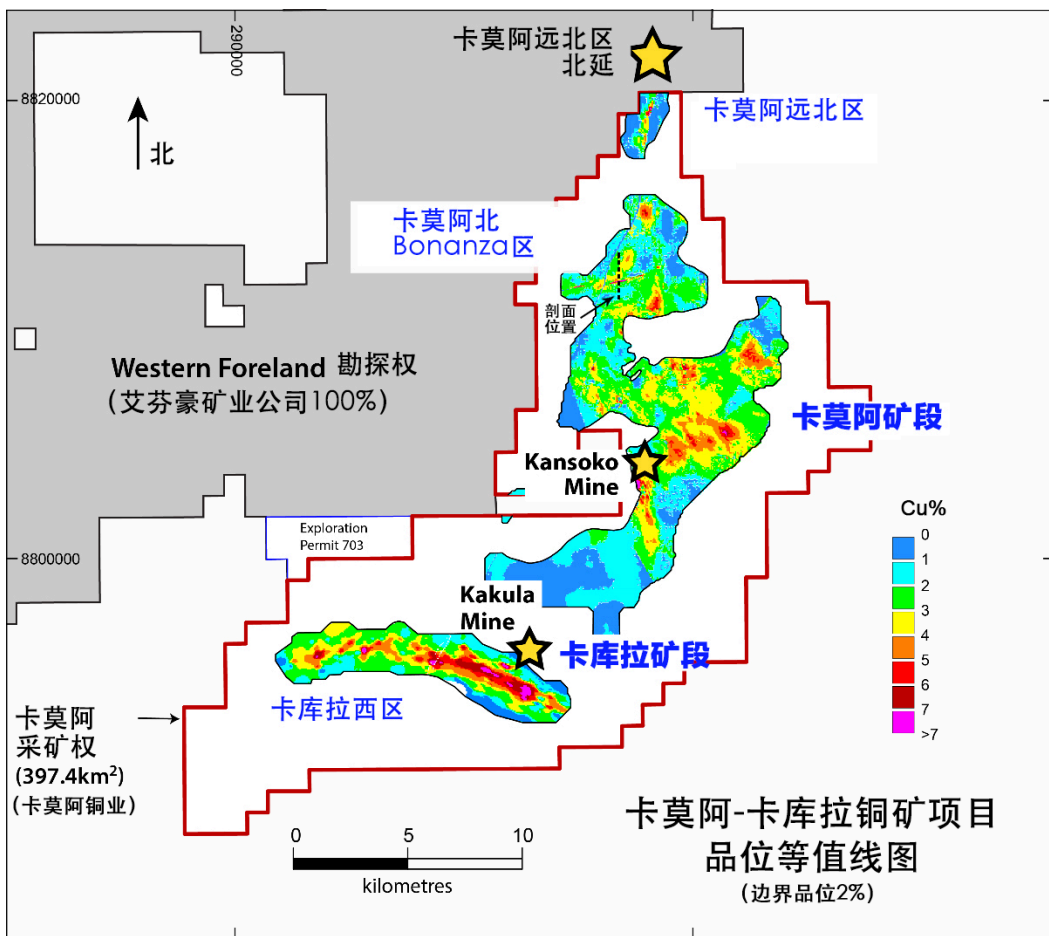 290000
8820000
卡莫阿远北区
北延
卡莫阿远北区
北
卡莫阿北
Bonanza区
剖面
位置
Western Foreland 勘探权
(艾芬豪矿业公司100%)
卡莫阿矿段
Kansoko
Mine
Cu%
0
1
2
3
4
5
6
7
>7
Exploration
Permit 703
8800000
Kakula
Mine
卡库拉矿段
卡库拉西区
卡莫阿
采矿权
(397.4km²)
(卡莫阿铜业)
0 5 10
kilometres
卡莫阿-卡库拉铜矿项目
品位等值线图
(边界品位2%)